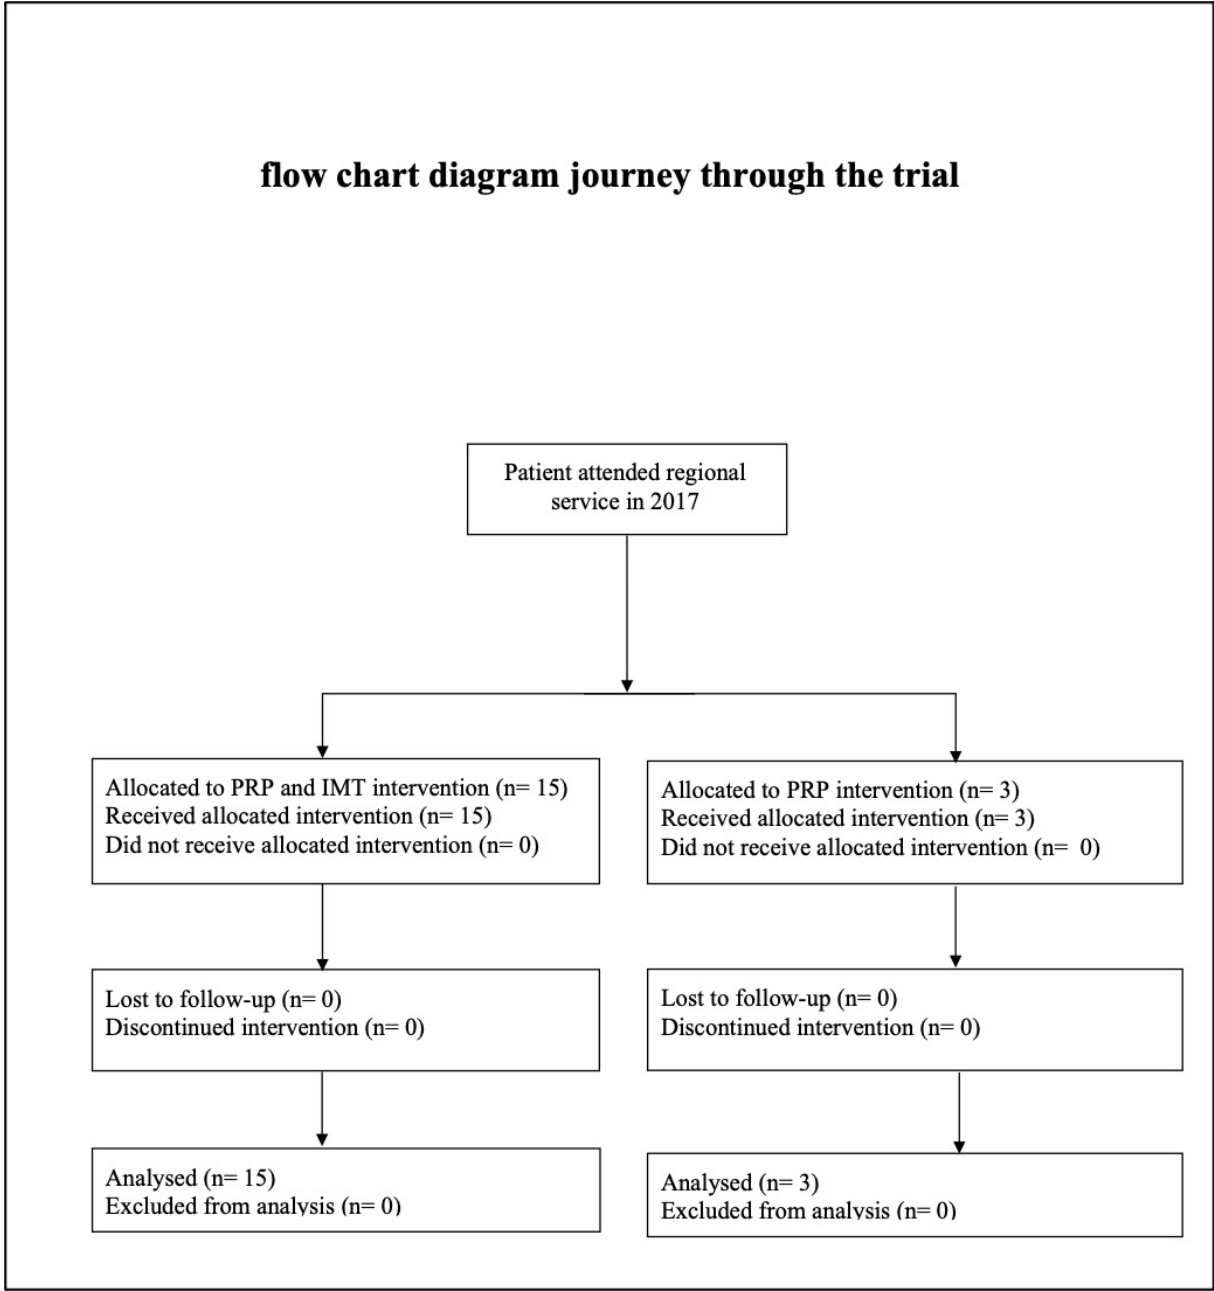 flow chart diagram journey through the trial
Patient attended regional
service in 2017
Allocated to PRP and IMT intervention (n= 15)
Received allocated intervention (n= 15)
Did not receive allocated intervention (n= 0)
Allocated to PRP intervention (n= 3)
Received allocated intervention (n= 3)
Did not receive allocated intervention (n=  0)
Lost to follow-up (n= 0)
Discontinued intervention (n= 0)
Lost to follow-up (n= 0)
Discontinued intervention (n= 0)
Analysed (n= 15)
Excluded from analysis (n= 0)
Analysed (n= 3)
Excluded from analysis (n= 0)